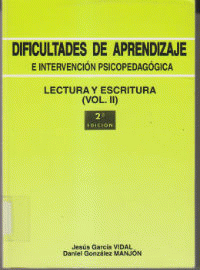 DIFICULTADES DE APRENDIZAJE
E INTERVENCIÓN PSICOPEDAGÓGICA
LECTURA Y ESCRITURA
(VOL. II)
2ª
EDICIÓN
Jesús García VIDAL
Daniel González MANJÓN